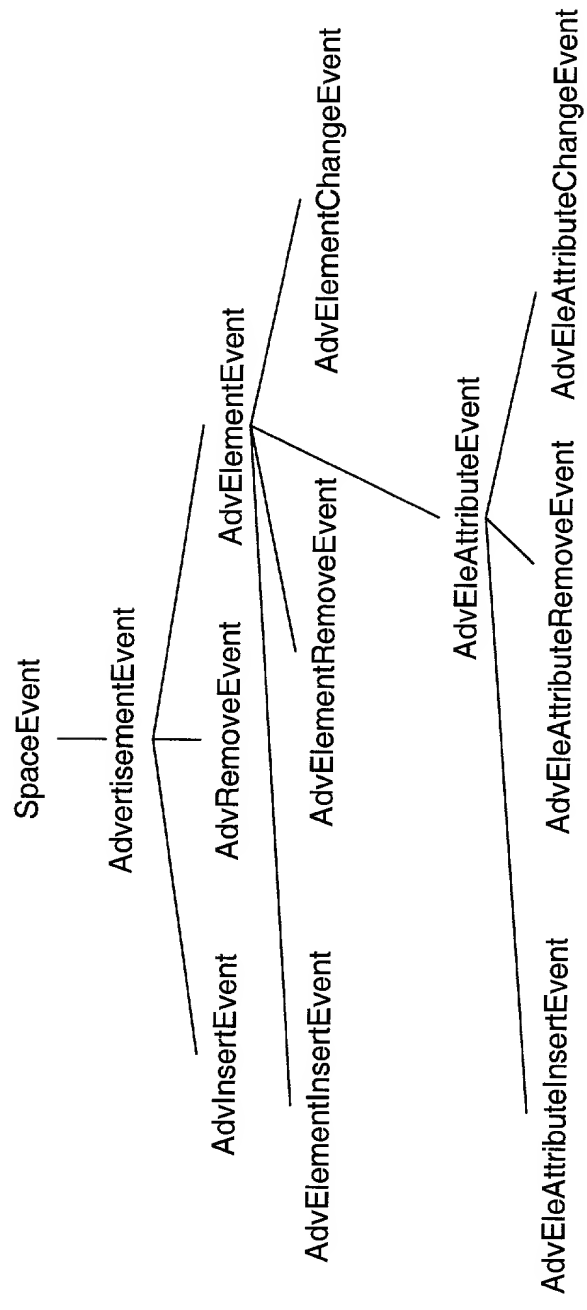 SpaceEvent
AdvertisementEvent
AdvInsertEvent
AdvRemoveEvent
AdvElementEvent
AdvElementInsertEvent
AdvElementRemoveEvent
AdvElementChangeEvent
AdvEleAttributeEvent
AdvEleAttributeInsertEvent
AdvEleAttributeRemoveEvent
AdvEleAttributeChangeEvent